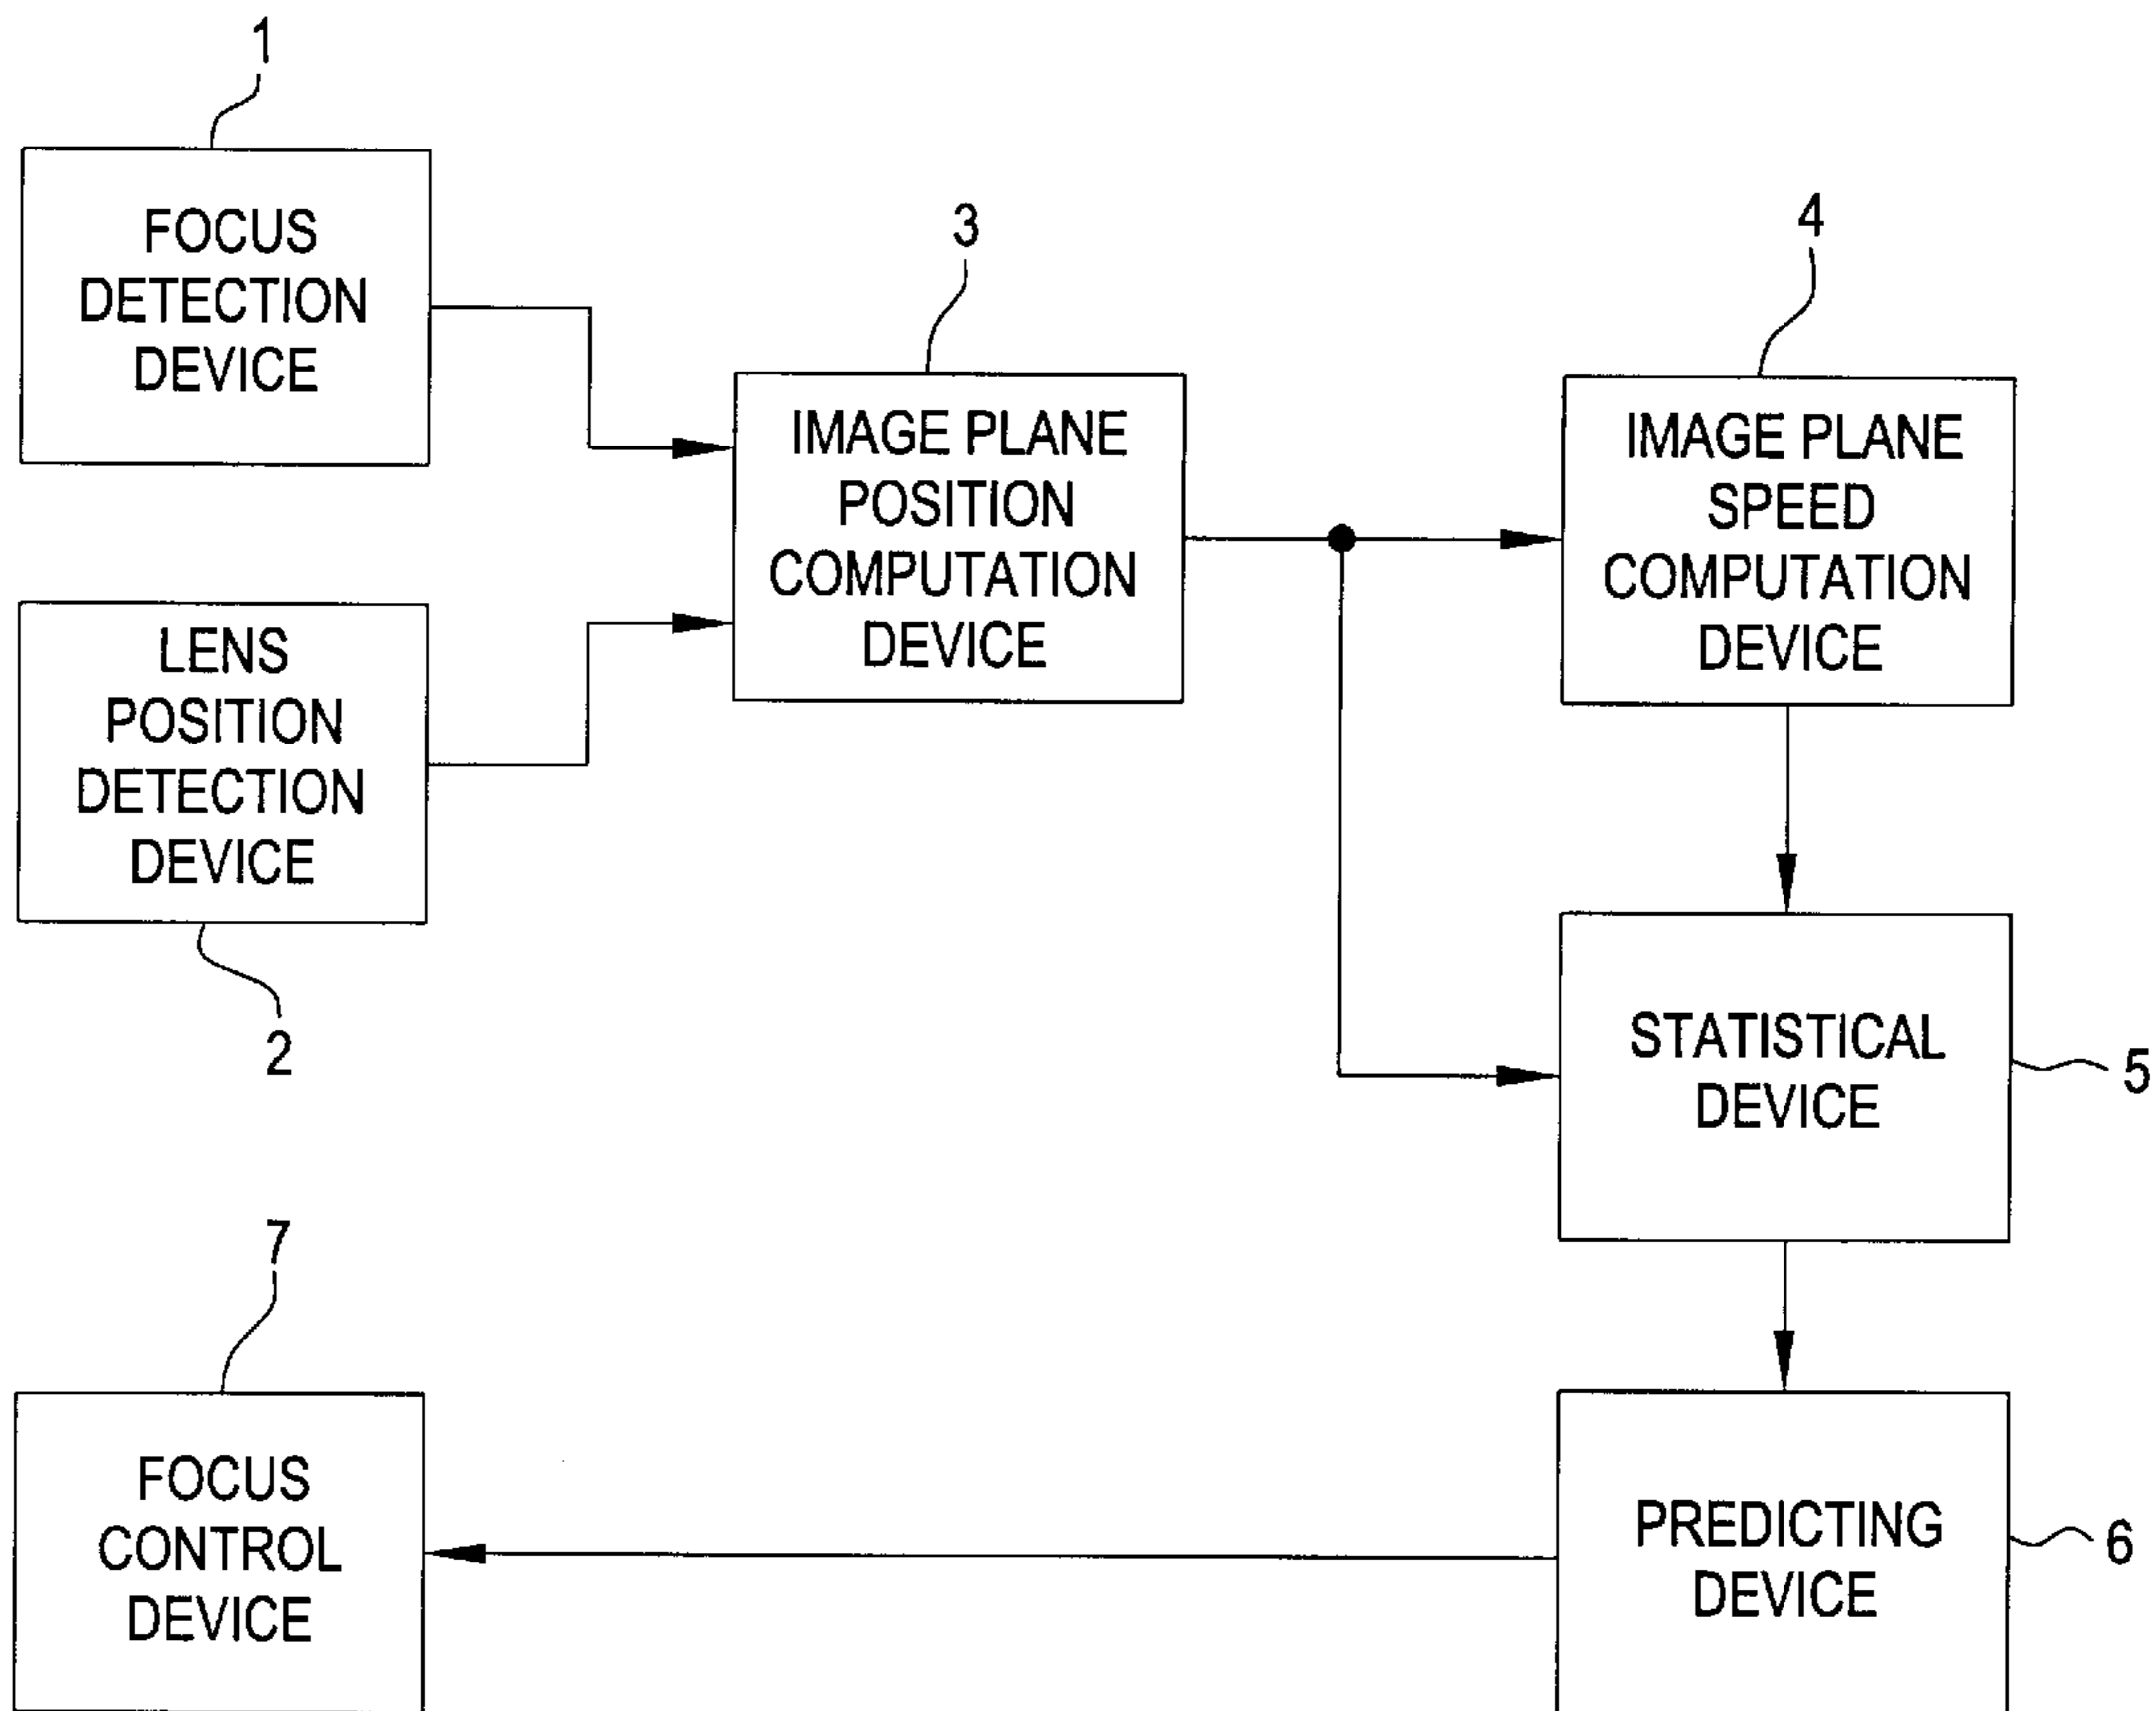 1
FOCUS
DETECTION
DEVICE
2
LENS
POSITION
DETECTION
DEVICE
3
IMAGE PLANE
POSITION
COMPUTATION
DEVICE
4
IMAGE PLANE
SPEED
COMPUTATION
DEVICE
STATISTICAL
DEVICE
5
PREDICTING
DEVICE
6
7
FOCUS
CONTROL
DEVICE